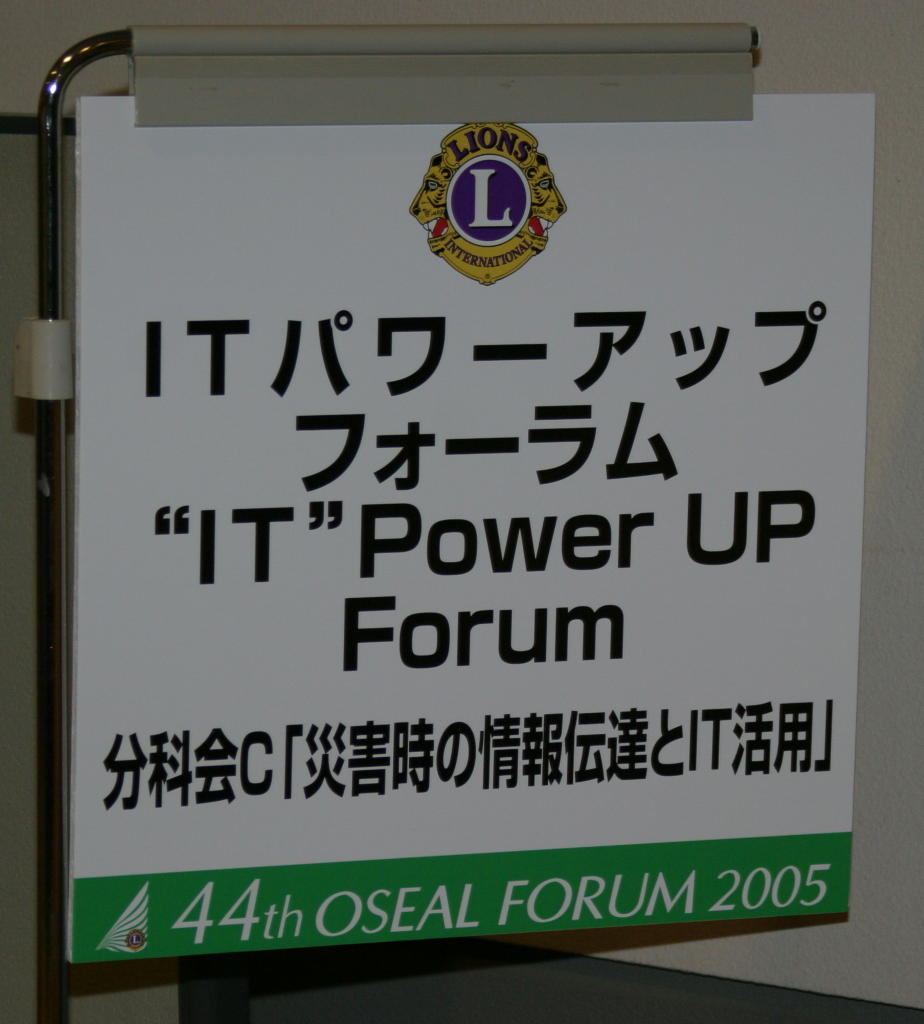 LIONS
L
INTERNATIONAL
ITパワーアップ
フォーラム
“IT” Power UP
Forum
分科会C「災害時の情報伝達とIT活用」
44th OSEAL FORUM 2005